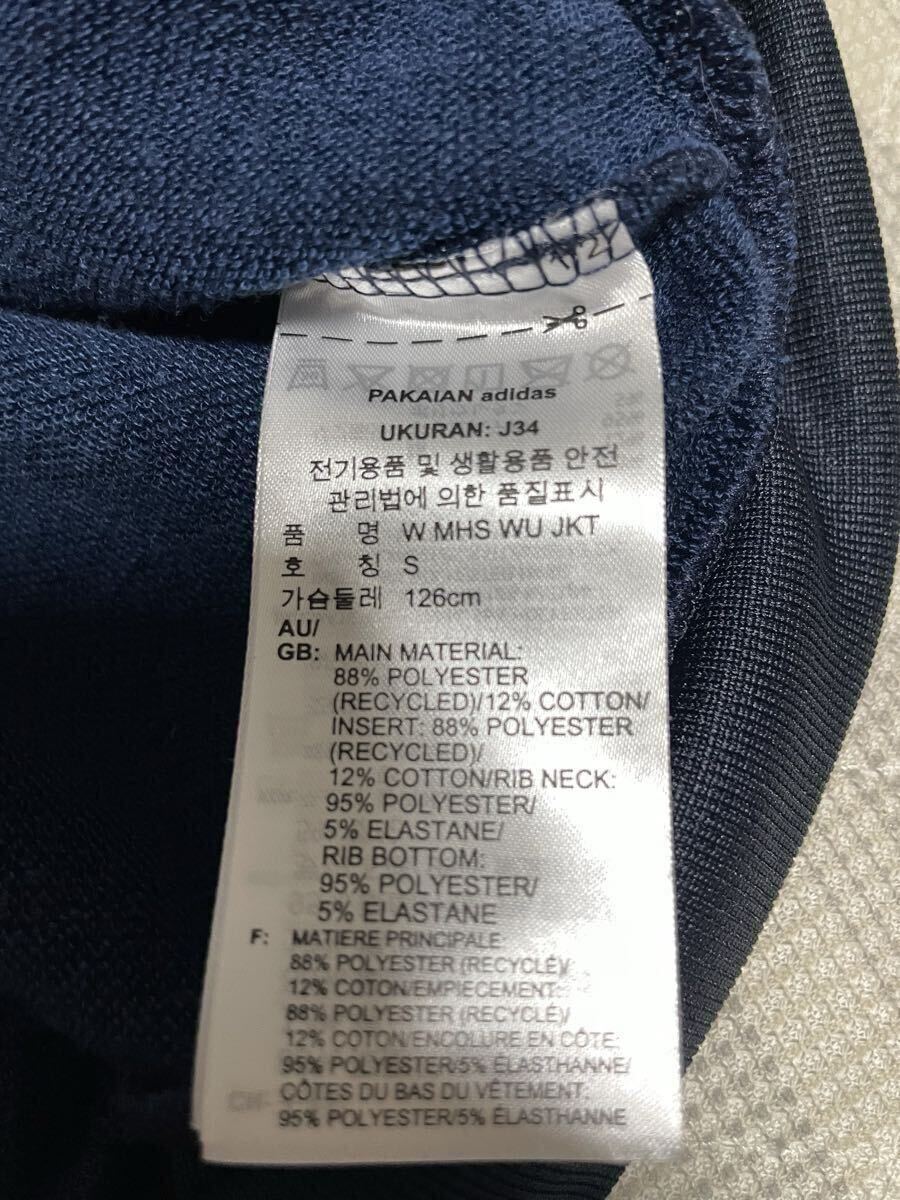 PAKAIAN adidas
UKURAN: J34
전기용품 및 생활용품 안전
관리법에 의한 품질표시
품 명 W MHS WU JKT
호 칭 S
가슴둘레 126cm
AU/
GB: MAIN MATERIAL:
88% POLYESTER
(RECYCLED)/12% COTTON/
INSERT: 88% POLYESTER
(RECYCLED)/
12% COTTON/RIB NECK:
95% POLYESTER/
5% ELASTANE/
RIB BOTTOM:
95% POLYESTER/
5% ELASTANE
F: MATIERE PRINCIPALE:
88% POLYESTER (RECYCLÉ)/
12% COTON/EMPIECEMENT:
88% POLYESTER (RECYCLÉ)/
12% COTON/ENCOLURE EN CÔTE:
95% POLYESTER/5% ÉLASTHANNE/
CÔTES DU BAS DU VÊTEMENT:
95% POLYESTER/5% ÉLASTHANNE